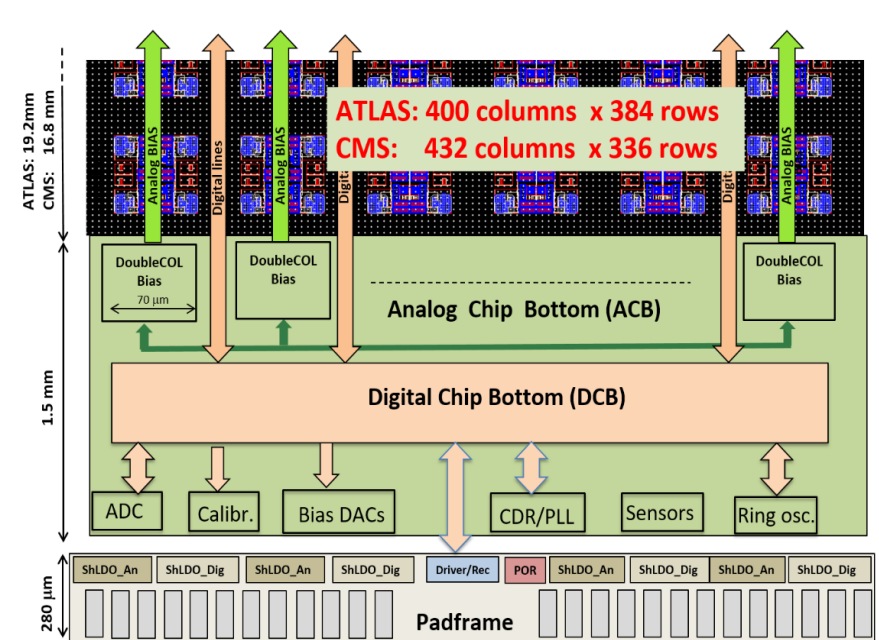 ATLAS: 400 columns x 384 rows
CMS: 432 columns x 336 rows
ATLAS: 19.2mm
CMS: 16.8 mm
Analog BIAS
Digital lines
Analog BIAS
Digit
Digit
Analog BIAS
DoubleCOL
Bias
70 µm
DoubleCOL
Bias
DoubleCOL
Bias
Analog Chip Bottom (ACB)
1.5 mm
Digital Chip Bottom (DCB)
ADC
Calibr.
Bias DACs
CDR/PLL
Sensors
Ring osc.
280 µm
ShLDO_An
ShLDO_Dig
ShLDO_An
ShLDO_Dig
Driver/Rec
POR
ShLDO_An
ShLDO_Dig
ShLDO_An
ShLDO_Dig
Padframe